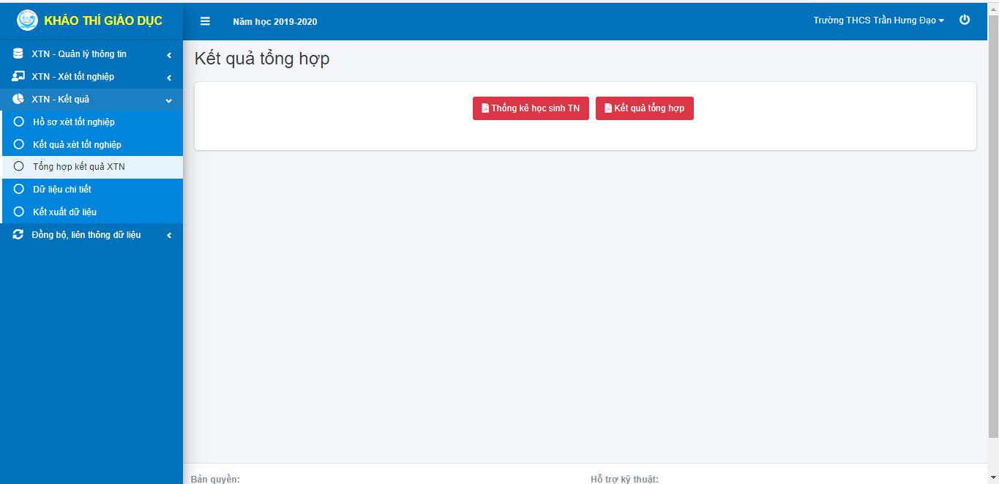 KHẢO THÍ GIÁO DỤC
Năm học 2019-2020
Trường THCS Trần Hưng Đạo
XTN - Quản lý thông tin
XTN - Xét tốt nghiệp
XTN - Kết quả
Hồ sơ xét tốt nghiệp
Kết quả xét tốt nghiệp
Tổng hợp kết quả XTN
Dữ liệu chi tiết
Kết xuất dữ liệu
Đồng bộ, liên thông dữ liệu
Kết quả tổng hợp
Thống kê học sinh TN
Kết quả tổng hợp
Bản quyền:
Hỗ trợ kỹ thuật: